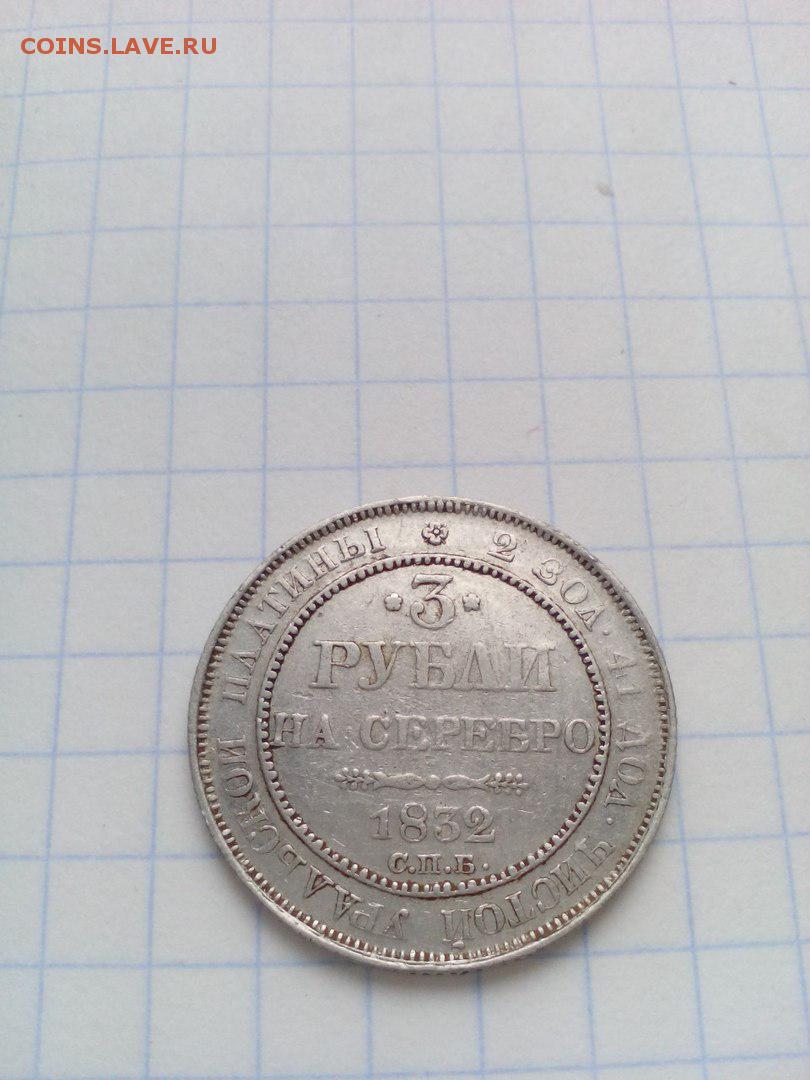 COINS.LAVE.RU
2 ЗОЛ. 41 ДОЛ. ЧИСТОЙ УРАЛЬСКОЙ ПЛАТИНЫ
3
РУБЛИ
НА СЕРЕБРО
1832
С.П.Б.